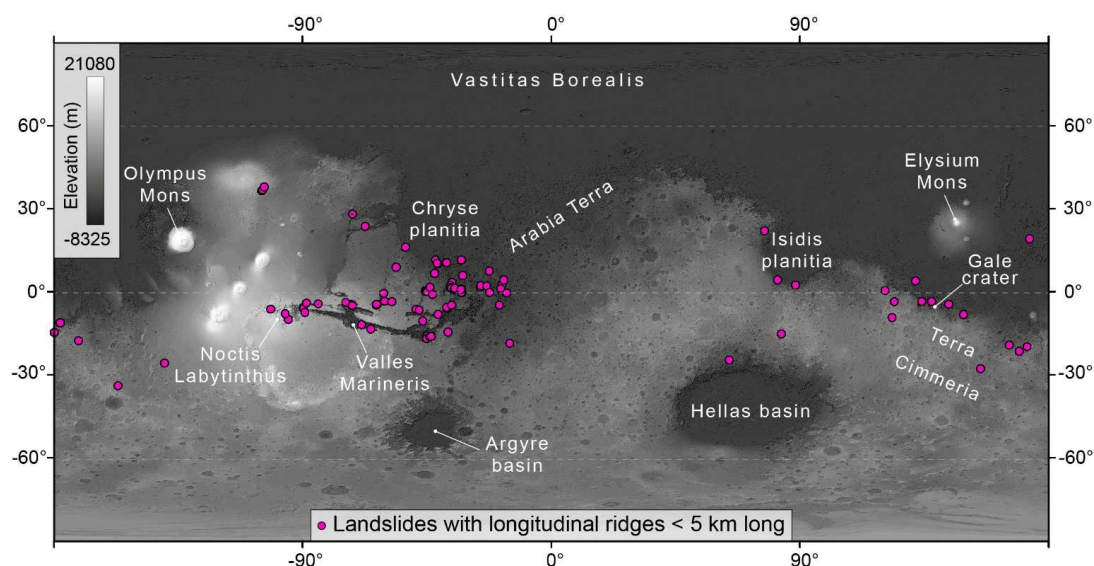 -90° 0° 90°
21080
Elevation (m)
-8325
Vastitas Borealis
60° 60°
Olympus
Mons
Elysium
Mons
30° 30°
Chryse
planitia
Arabia Terra
Isidis
planitia
Gale
crater
0° 0°
Noctis
Labytinthus
Valles
Marineris
Terra
Cimmeria
-30° -30°
Hellas basin
Argyre
basin
-60° -60°
Landslides with longitudinal ridges < 5 km long
-90° 0° 90°